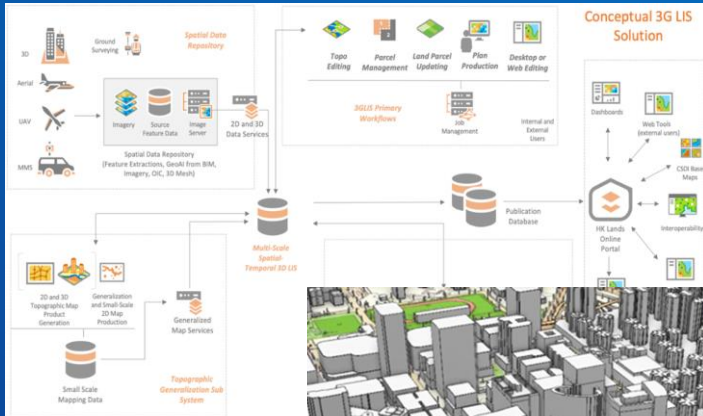 Conceptual 3G LIS
Solution
Spatial Data
Repository
3D
Ground
Surveying
Aerial
UAV
MMS
Imagery
Source
Feature Data
Image
Server
2D and 3D
Data Services
Spatial Data Repository
(Feature Extractions, GeoAI from BIM,
Imagery, OIC, 3D Mesh)
Topo
Editing
Parcel
Management
Land Parcel
Updating
Plan
Production
Desktop or
Web Editing
3GLIS Primary
Workflows
Job
Management
Internal and
External
Users
Dashboards
Web Tools
(external users)
CSDI Base
Maps
Interoperability
HK Lands
Online
Portal
Publication
Database
Multi-Scale
Spatial-
Temporal 3D LIS
2D and 3D
Topographic Map
Product
Generation
Generalization
and Small-Scale
2D Map
Production
Generalized
Map Services
Small Scale
Mapping Data
Topographic
Generalization Sub
System